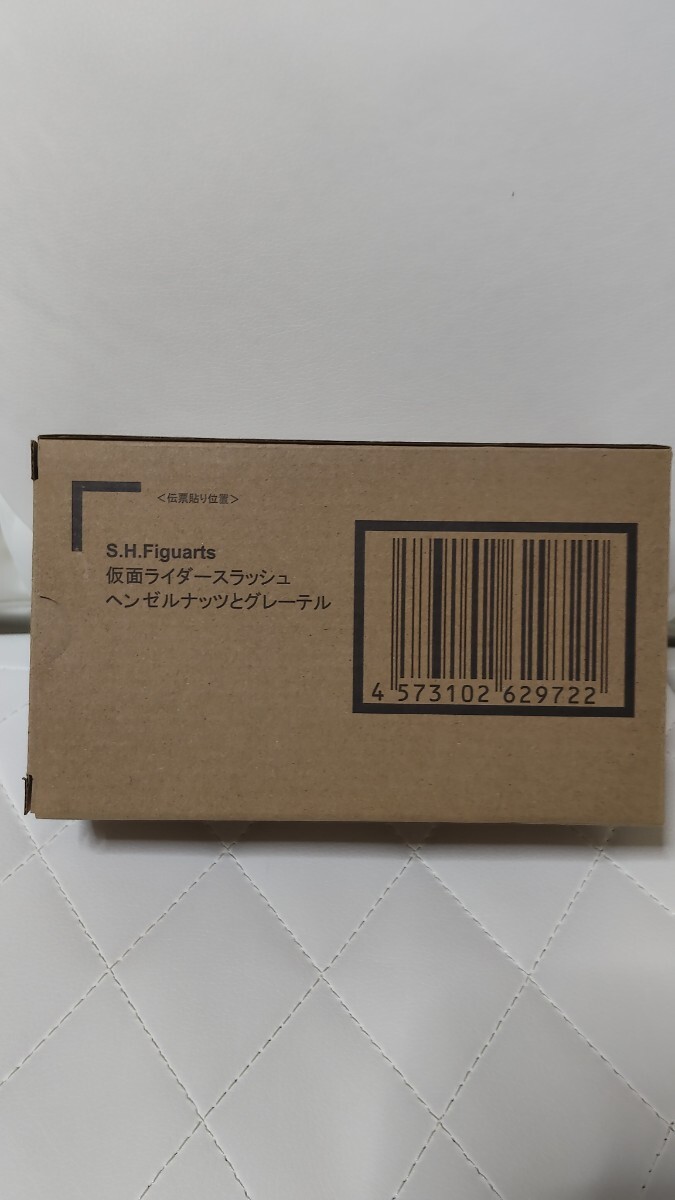 ＜伝票貼り位置＞
S.H.Figuarts
仮面ライダースラッシュ
ヘンゼルナッツとグレーテル
4 573102 629722